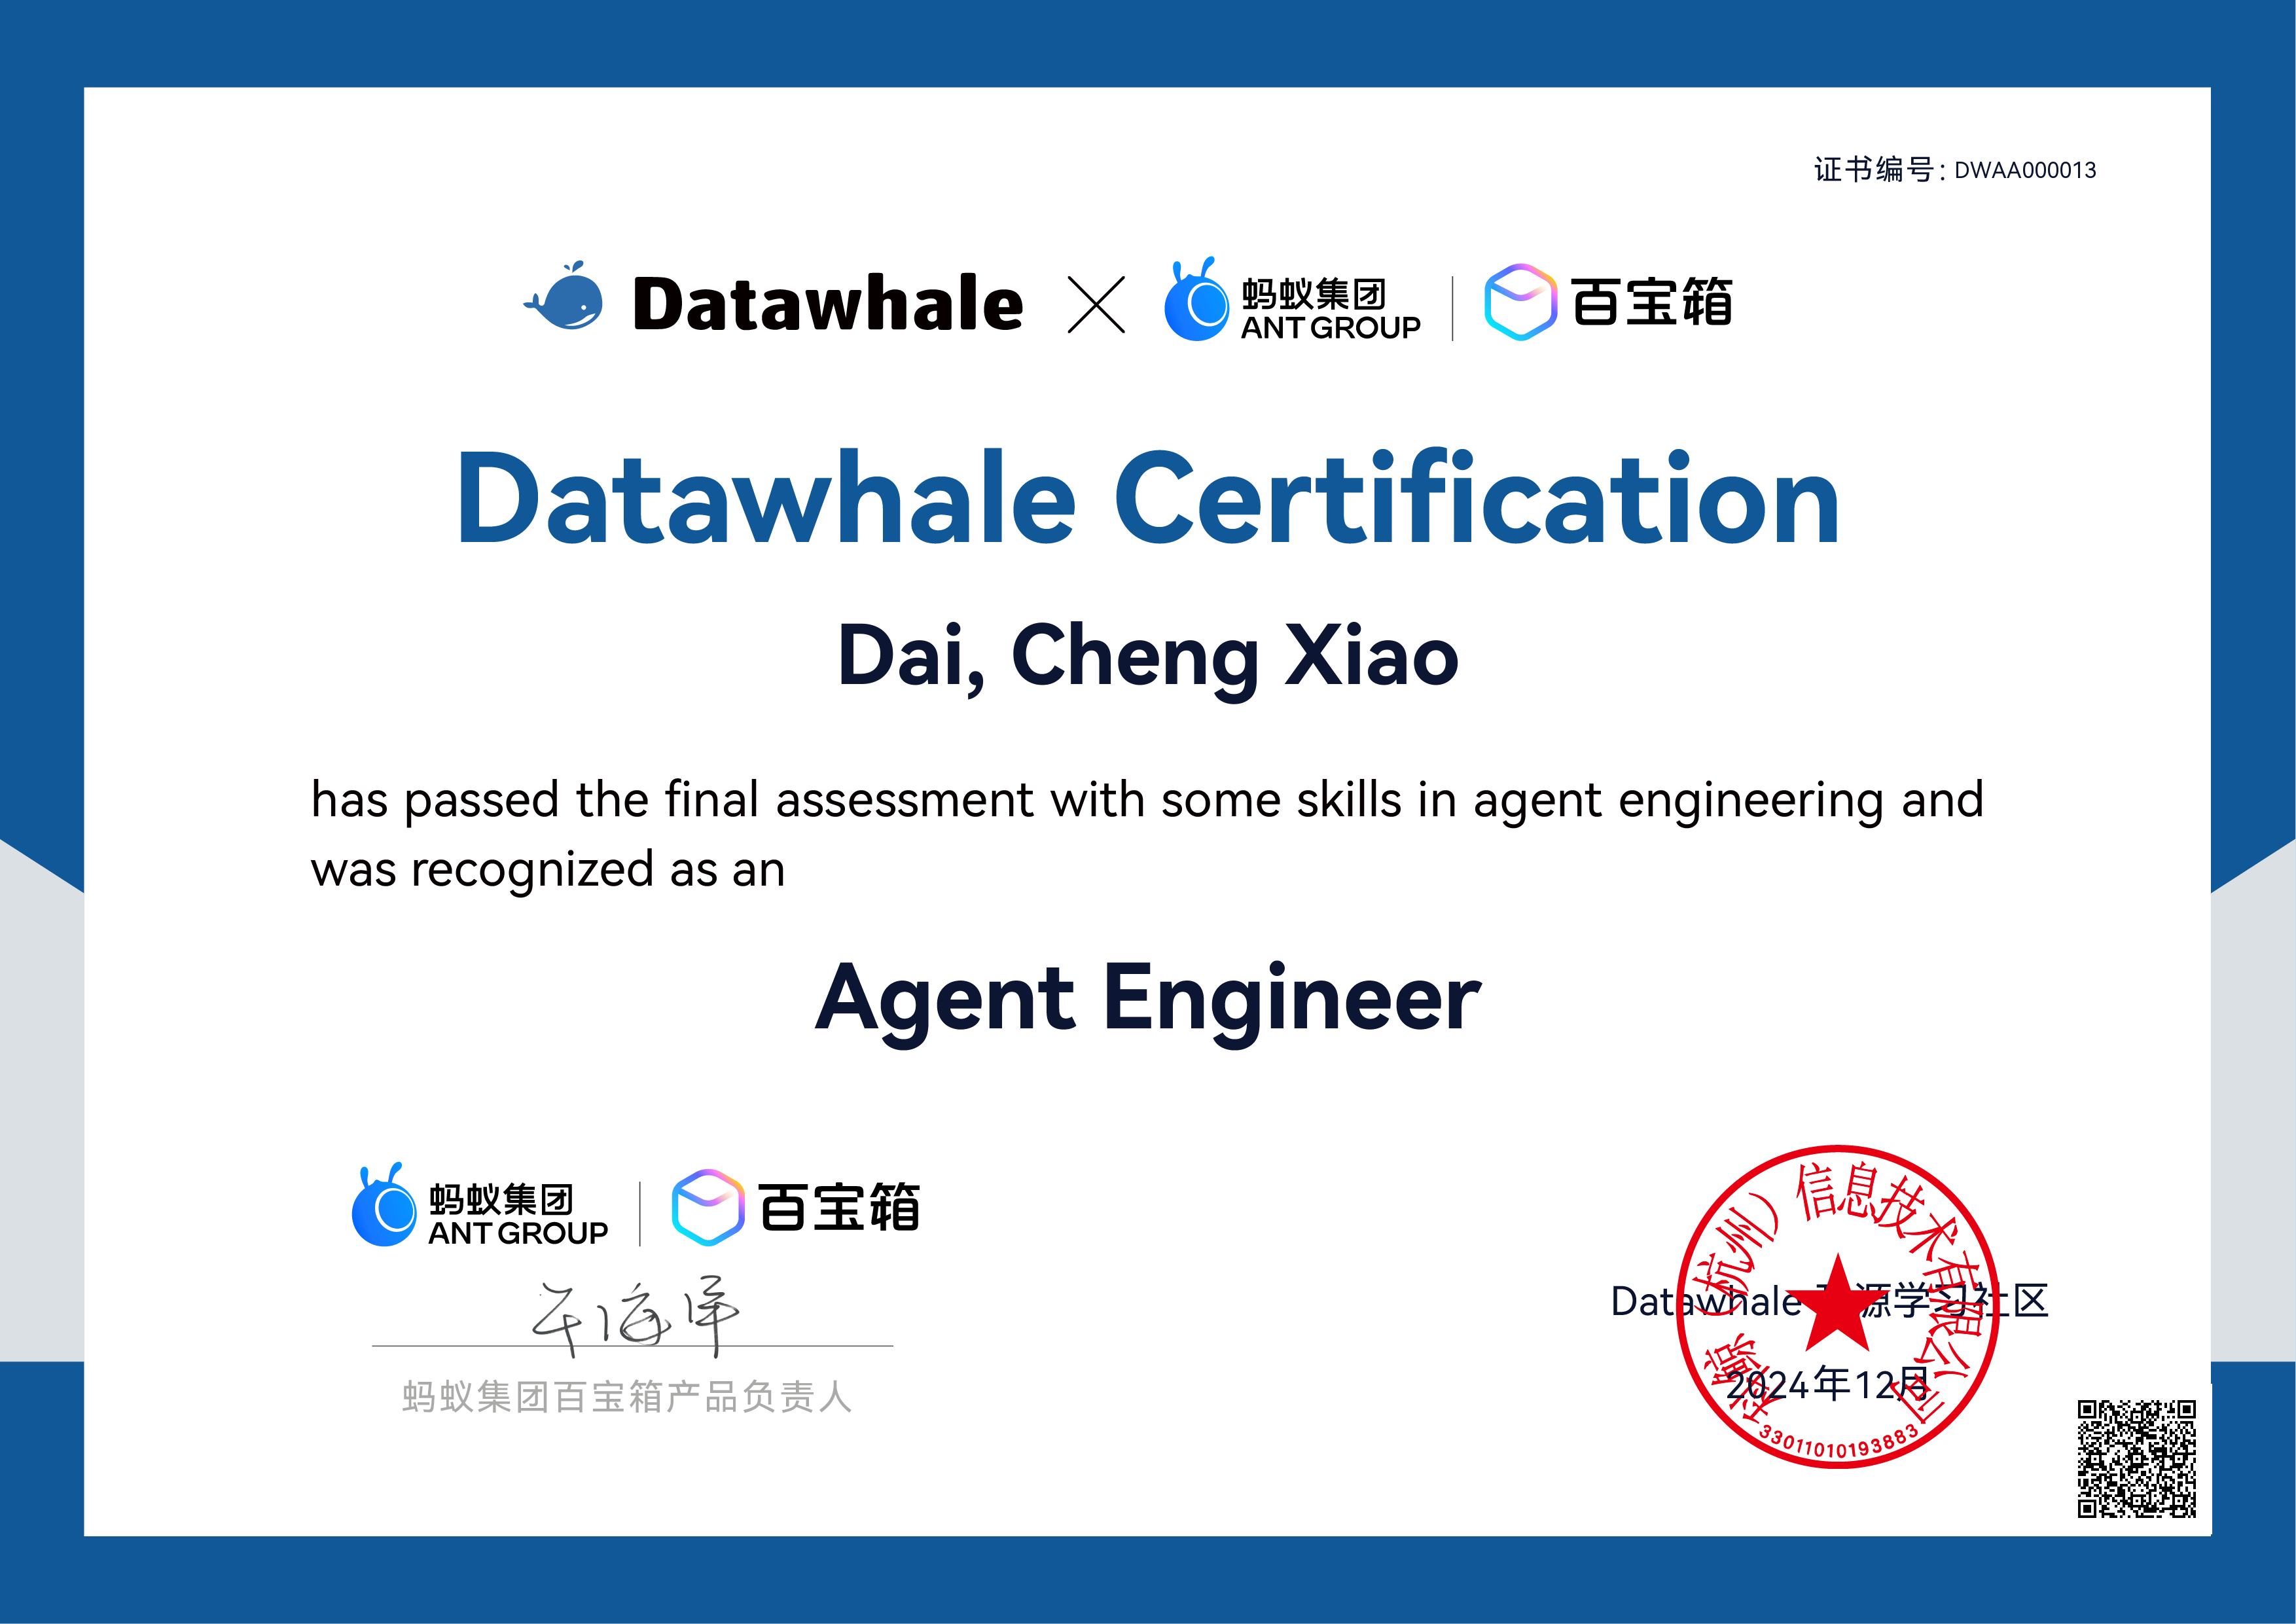 证书编号：DWAA000013
Datawhale
蚂蚁集团
ANT GROUP
百宝箱
Datawhale Certification
Dai, Cheng Xiao
has passed the final assessment with some skills in agent engineering and
was recognized as an
Agent Engineer
蚂蚁集团
ANT GROUP
百宝箱
蚂蚁集团百宝箱产品负责人
Datawhale 源学习社区
2024年12月
（杭州）信息技术有限公司
33011010193883